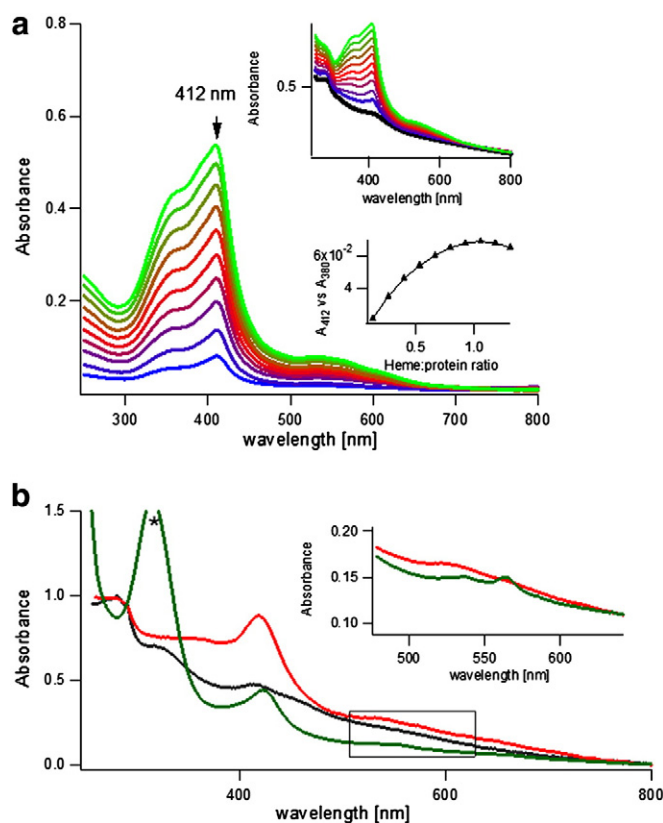 a
0.8
0.6
0.4
0.2
Absorbance
412 nm
300 400 500 600 700 800
wavelength [nm]
0.5
Absorbance
400 600 800
wavelength [nm]
6x10⁻²
4
A₄₁₂ vs A₃₈₀
0.5 1.0
Heme:protein ratio
b
1.5
1.0
0.5
0.0
Absorbance
*
400 600 800
wavelength [nm]
0.20
0.15
0.10
Absorbance
500 550 600
wavelength [nm]